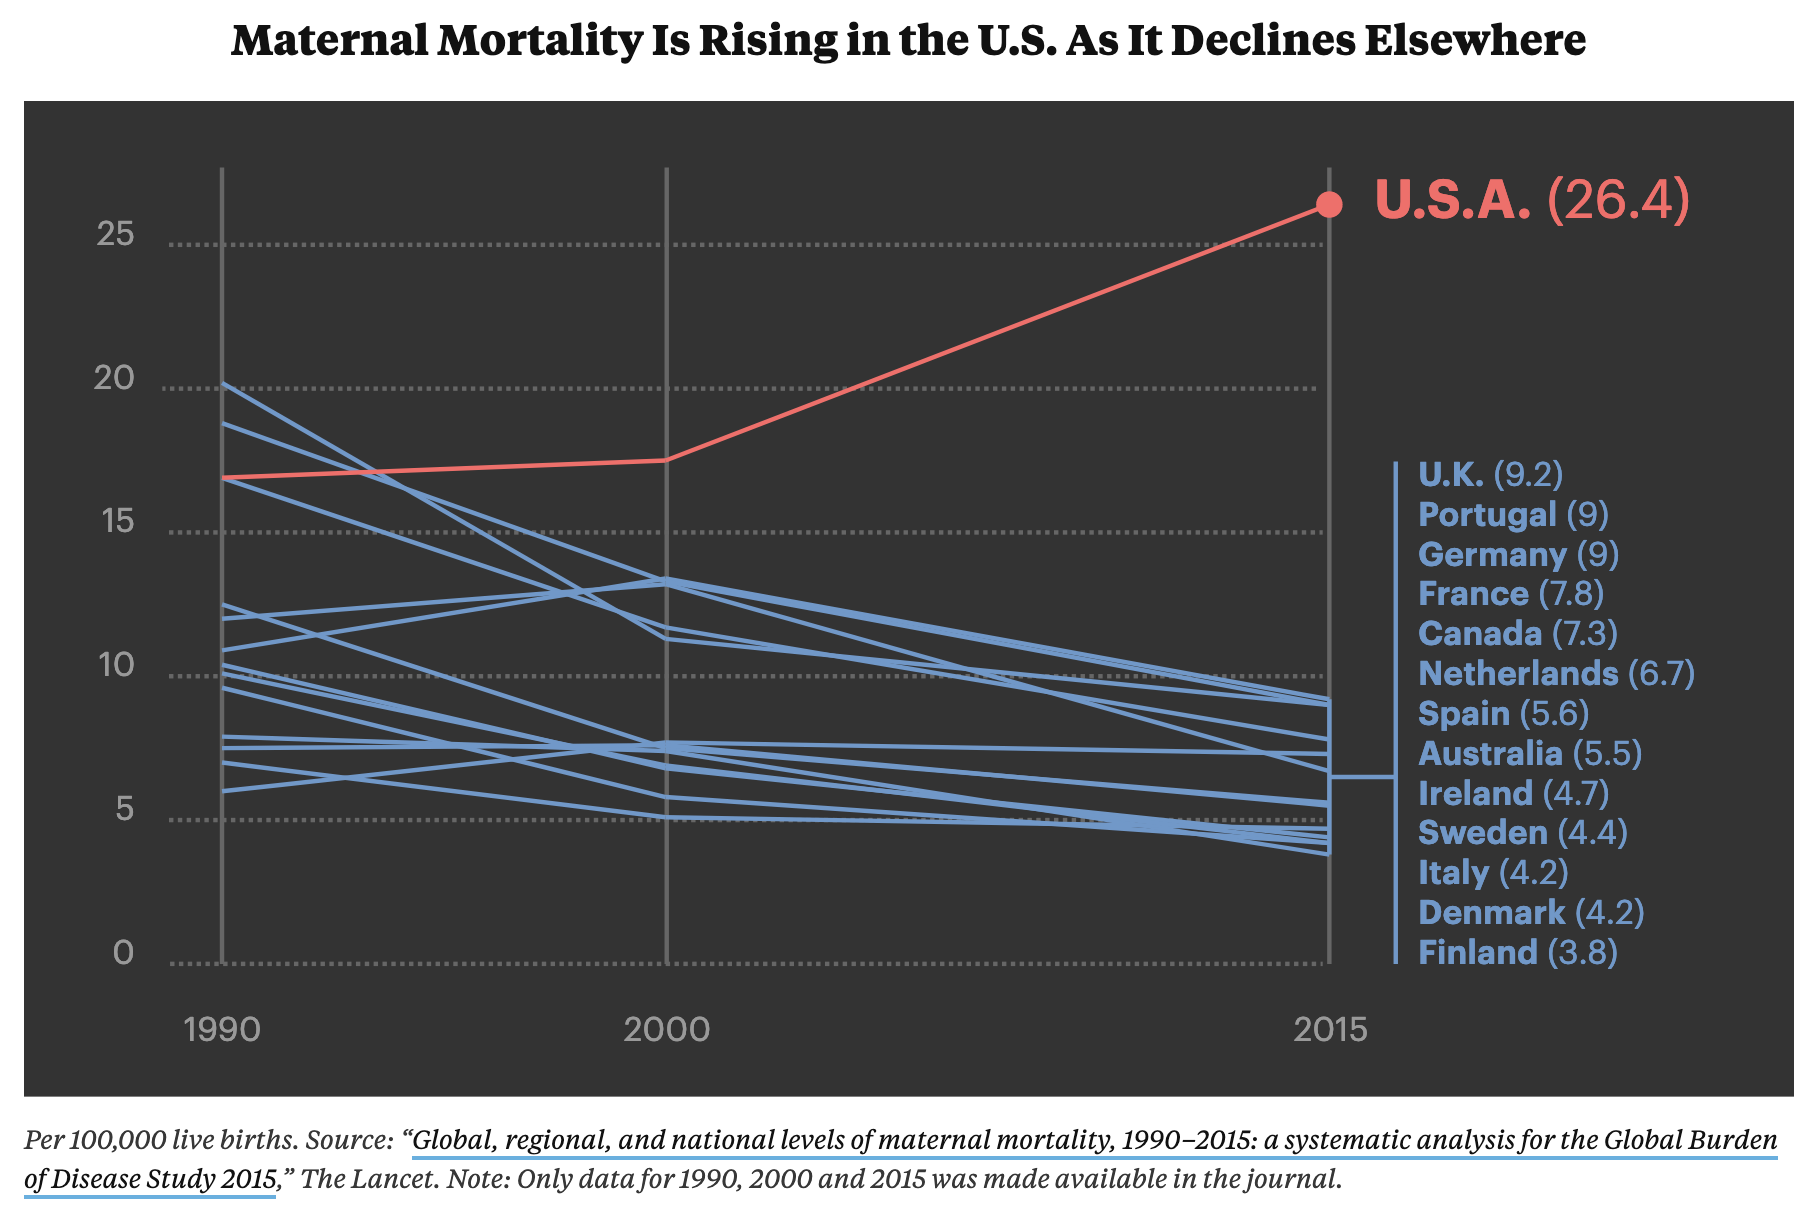 Maternal Mortality Is Rising in the U.S. As It Declines Elsewhere
25
20
15
10
5
0
1990
2000
2015
U.S.A. (26.4)
U.K. (9.2)
Portugal (9)
Germany (9)
France (7.8)
Canada (7.3)
Netherlands (6.7)
Spain (5.6)
Australia (5.5)
Ireland (4.7)
Sweden (4.4)
Italy (4.2)
Denmark (4.2)
Finland (3.8)
Per 100,000 live births. Source: “Global, regional, and national levels of maternal mortality, 1990–2015: a systematic analysis for the Global Burden
of Disease Study 2015,” The Lancet. Note: Only data for 1990, 2000 and 2015 was made available in the journal.